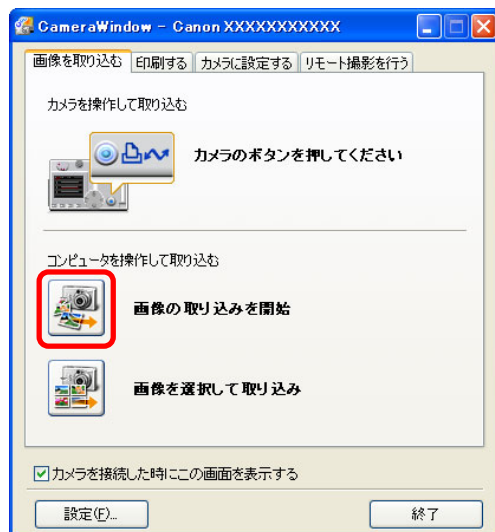 CameraWindow - Canon XXXXXXXXXXX
画像を取り込む 印刷する カメラに設定する リモート撮影を行う
カメラを操作して取り込む
カメラのボタンを押してください
コンピュータを操作して取り込む
画像の取り込みを開始
画像を選択して取り込み
カメラを接続した時にこの画面を表示する
設定(F)... 終了